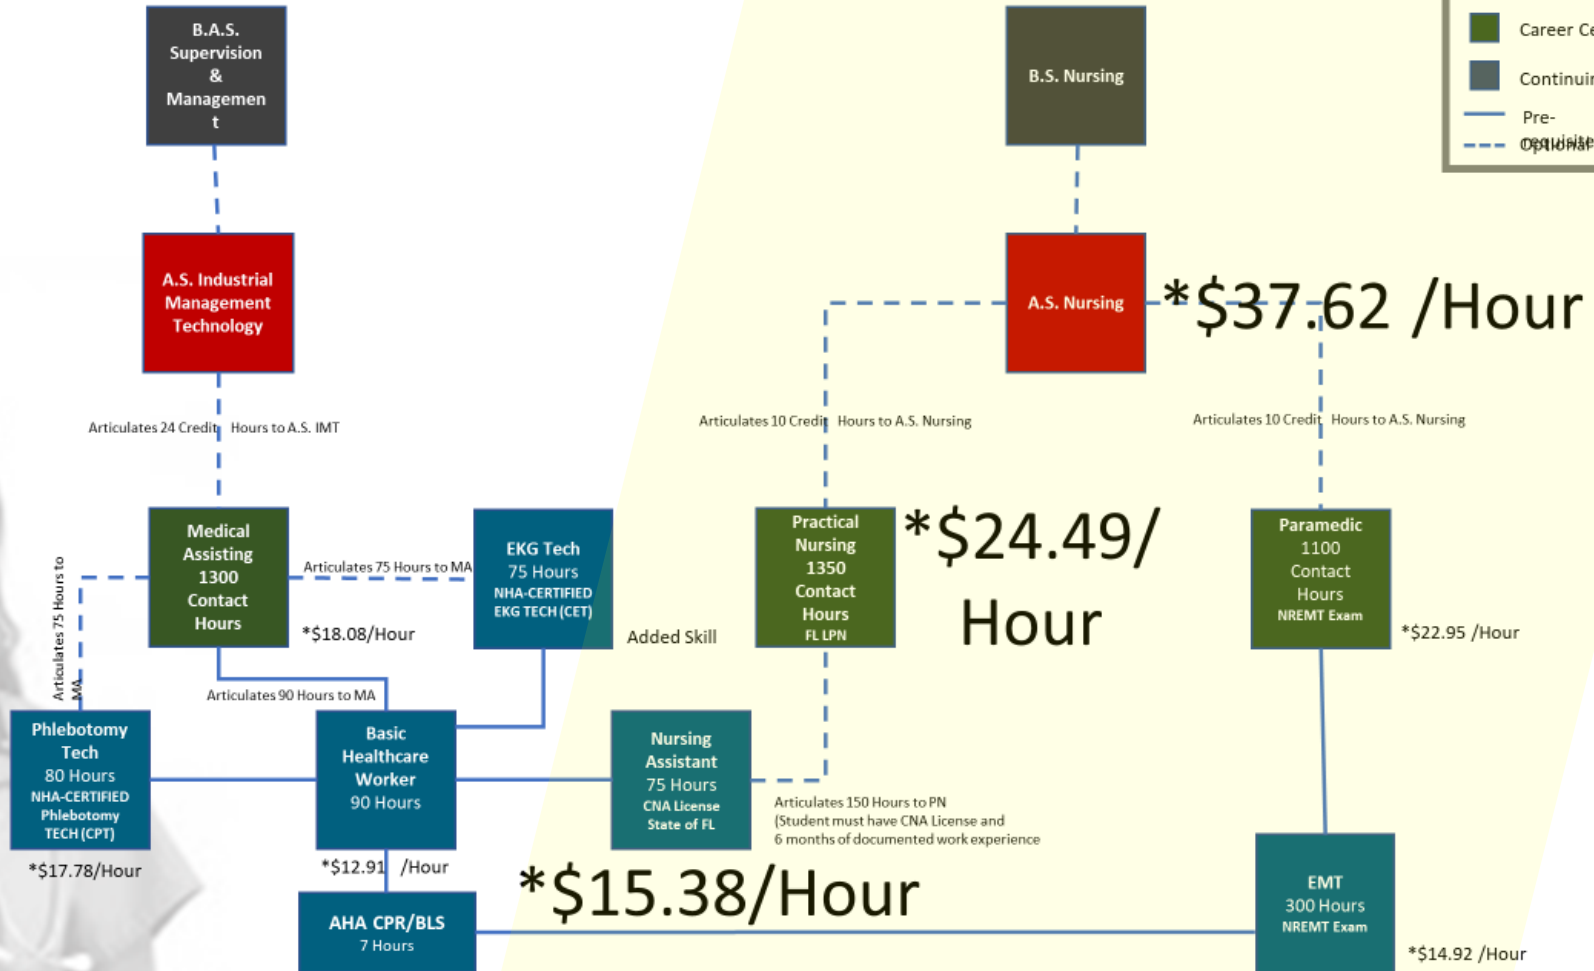 B.A.S.
Supervision
&
Managemen
t
B.S. Nursing
Career Ce
Continuin
Pre-
requisite
Optional
A.S. Industrial
Management
Technology
A.S. Nursing
*$37.62 /Hour
Articulates 24 Credit Hours to A.S. IMT
Articulates 10 Credit Hours to A.S. Nursing
Articulates 10 Credit Hours to A.S. Nursing
Medical
Assisting
1300
Contact
Hours
*$18.08/Hour
Articulates 75 Hours to MA
EKG Tech
75 Hours
NHA-CERTIFIED
EKG TECH (CET)
Added Skill
Practical
Nursing
1350
Contact
Hours
FL LPN
*$24.49/
Hour
Paramedic
1100
Contact
Hours
NREMT Exam
*$22.95 /Hour
Articulates 75 Hours to
MA
Articulates 90 Hours to MA
Phlebotomy
Tech
80 Hours
NHA-CERTIFIED
Phlebotomy
TECH (CPT)
*$17.78/Hour
Basic
Healthcare
Worker
90 Hours
*$12.91 /Hour
Nursing
Assistant
75 Hours
CNA License
State of FL
Articulates 150 Hours to PN
(Student must have CNA License and
6 months of documented work experience
*$15.38/Hour
AHA CPR/BLS
7 Hours
EMT
300 Hours
NREMT Exam
*$14.92 /Hour